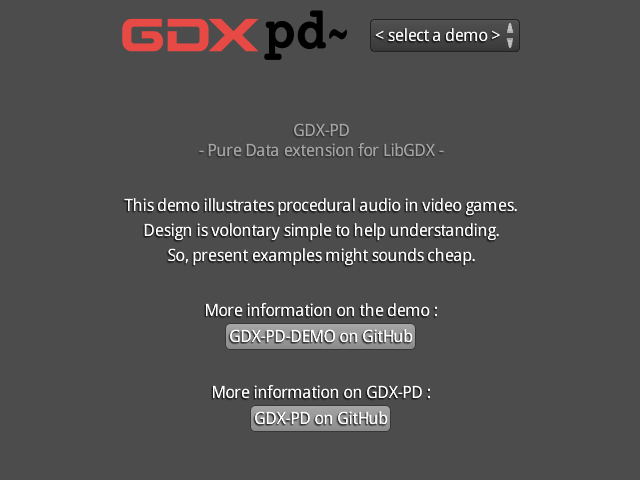 GDX pd~
< select a demo >
GDX-PD
- Pure Data extension for LibGDX -
This demo illustrates procedural audio in video games.
Design is volontary simple to help understanding.
So, present examples might sounds cheap.
More information on the demo :
GDX-PD-DEMO on GitHub
More information on GDX-PD :
GDX-PD on GitHub